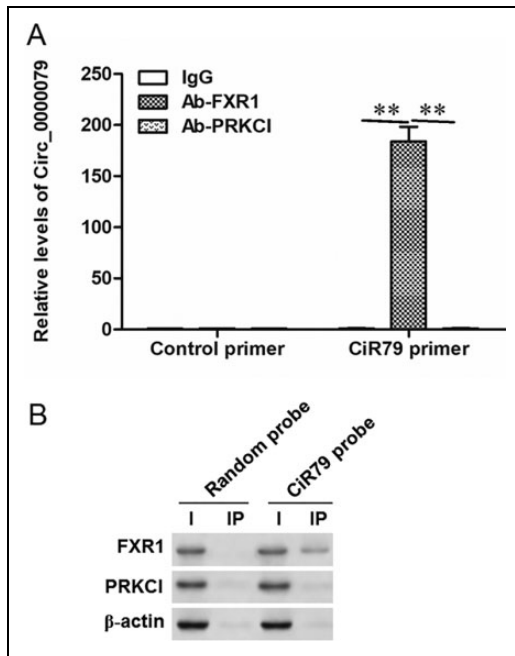 A
Relative levels of Circ_0000079
250
200
150
100
50
0
IgG
Ab-FXR1
Ab-PRKCI
** **
Control primer CiR79 primer
B
Random probe CiR79 probe
I IP I IP
FXR1
PRKCI
β-actin